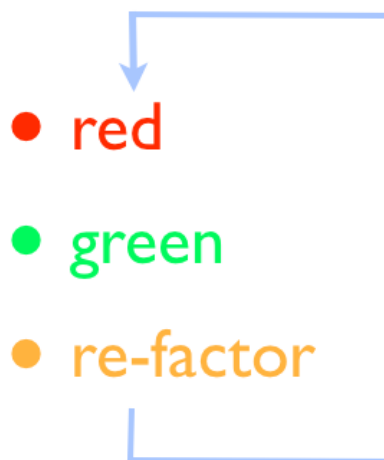 • red
• green
• re-factor